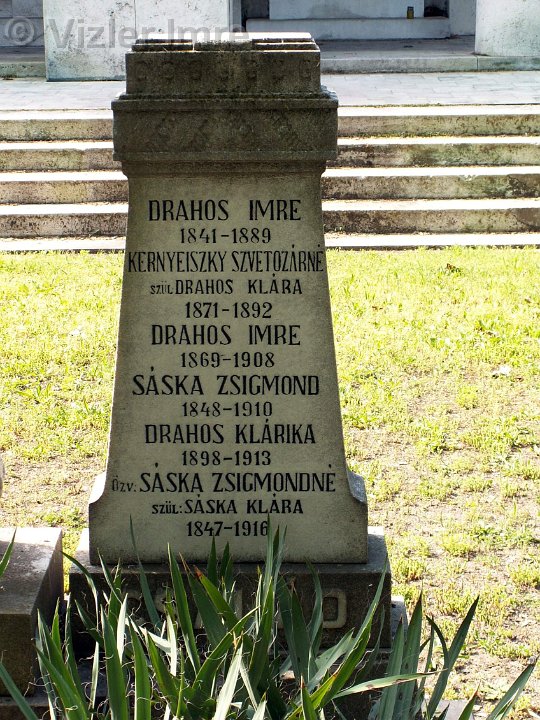 © Vizler Imre
DRAHOS IMRE
1841-1889
KERNYEISZKY SZVETOZÁRNÉ
SZÜL DRAHOS KLÁRA
1871-1892
DRAHOS IMRE
1869-1908
SÁSKA ZSIGMOND
1848-1910
DRAHOS KLÁRIKA
1898-1913
ÖZV: SÁSKA ZSIGMONDNÉ
SZÜL: SÁSKA KLÁRA
1847-1916